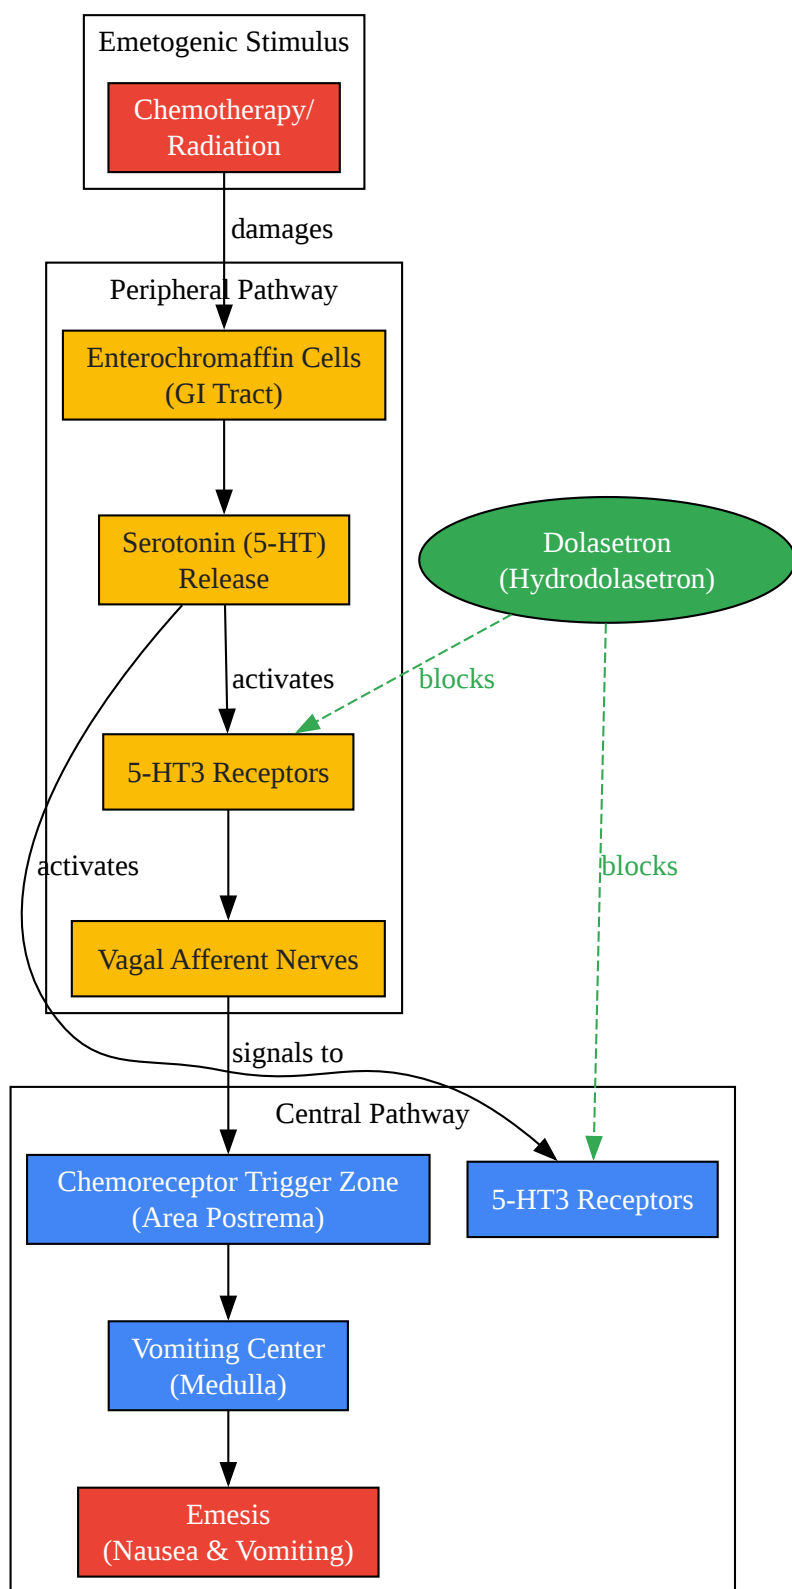 Emetogenic Stimulus
Chemotherapy/
Radiation
damages
Peripheral Pathway
Enterochromaffin Cells
(GI Tract)
Serotonin (5-HT)
Release
Dolasetron
(Hydrodolasetron)
activates
blocks
5-HT3 Receptors
activates
blocks
Vagal Afferent Nerves
signals to
Central Pathway
Chemoreceptor Trigger Zone
(Area Postrema)
5-HT3 Receptors
Vomiting Center
(Medulla)
Emesis
(Nausea & Vomiting)